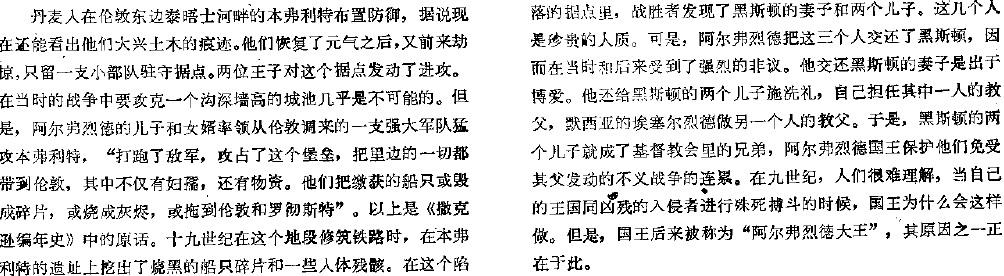 丹麦人在伦敦东边泰晤士河畔的本弗利特布置防御，据说现
在还能看出他们大兴土木的痕迹。他们恢复了元气之后，又前来劫
掠，只留一支小部队驻守据点。两位王子对这个据点发动了进攻。
在当时的战争中要攻克一个沟深墙高的城池几乎是不可能的。但
是，阿尔弗烈德的儿子和女婿率领从伦敦调来的一支强大军队猛
攻本弗利特，“打跑了敌军，攻占了这个堡垒，把里边的一切都
带到伦敦，其中不仅有妇孺，还有物资。他们把缴获的船只或毁
成碎片，或烧成灰烬，或拖到伦敦和罗彻斯特”。以上是《撒克
逊编年史》中的原话。十九世纪在这个地段修筑铁路时，在本弗
利特的遗址上挖出了烧黑的船只碎片和一些人体残骸。在这个陷
落的据点里，战胜者发现了黑斯顿的妻子和两个儿子。这几个人
是珍贵的人质。可是，阿尔弗烈德把这三个人交还了黑斯顿，因
而在当时和后来受到了强烈的非议。他交还黑斯顿的妻子是出于
博爱。他还给黑斯顿的两个儿子施洗礼，自己担任其中一人的教
父，默西亚的埃塞尔烈德做另一个人的教父。于是，黑斯顿的两
个儿子就成了基督教会里的兄弟，阿尔弗烈德国王保护他们免受
其父发动的不义战争的连累。在九世纪，人们很难理解，当自己
的王国同凶残的入侵者进行殊死搏斗的时候，国王为什么会这样
做。但是，国王后来被称为“阿尔弗烈德大王”，其原因之一正
在于此。